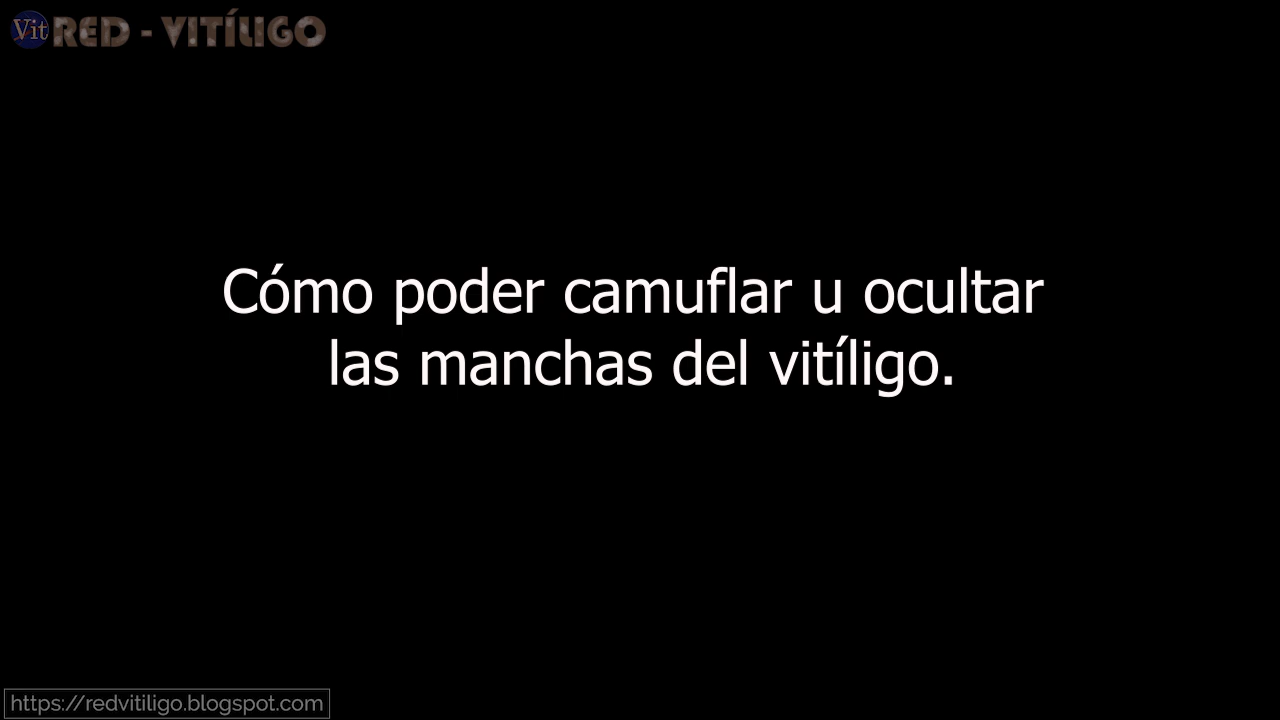 Vit RED - VITÍLIGO
Cómo poder camuflar u ocultar
las manchas del vitíligo.
https://redvitiligo.blogspot.com